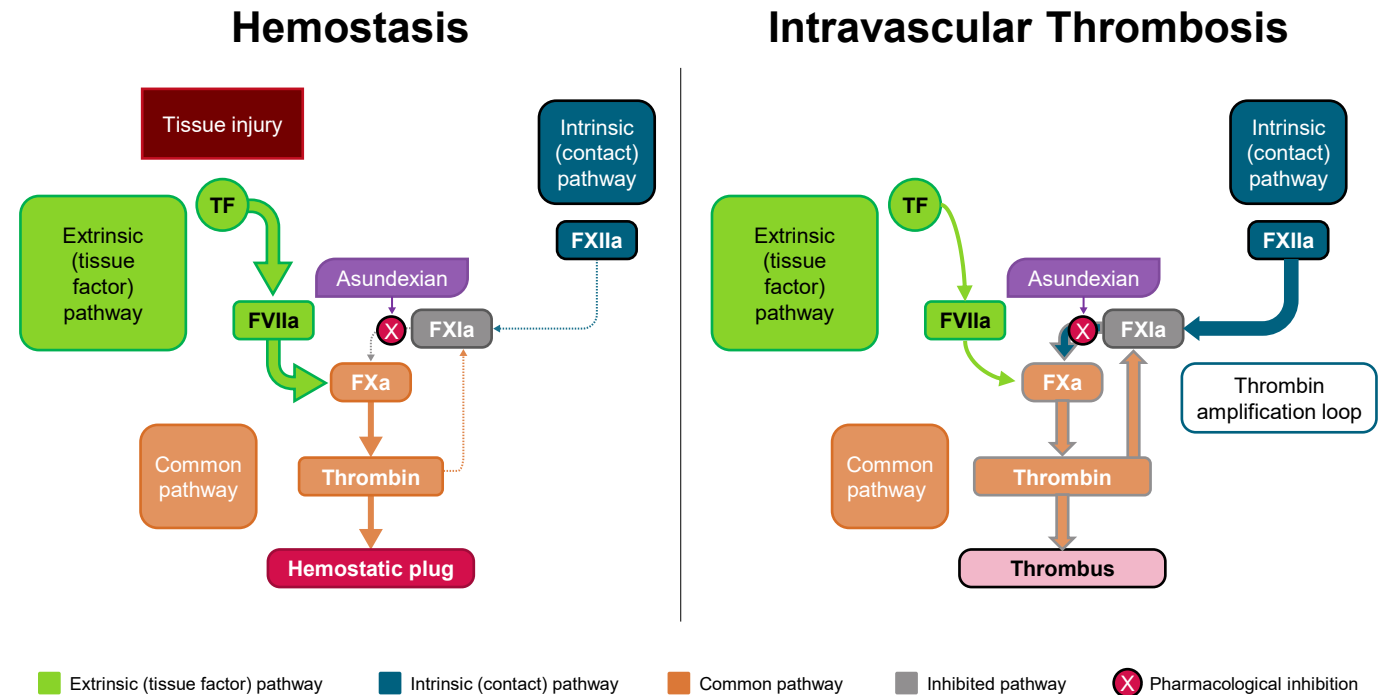 Hemostasis
Tissue injury
Intrinsic
(contact)
pathway
TF
Extrinsic
(tissue
factor)
pathway
FXIIa
Asundexian
FVIIa
X
FXIa
FXa
Common
pathway
Thrombin
Hemostatic plug
Intravascular Thrombosis
Intrinsic
(contact)
pathway
TF
Extrinsic
(tissue
factor)
pathway
FXIIa
Asundexian
FVIIa
X
FXIa
FXa
Thrombin
amplification loop
Common
pathway
Thrombin
Thrombus
Extrinsic (tissue factor) pathway
Intrinsic (contact) pathway
Common pathway
Inhibited pathway
X
Pharmacological inhibition